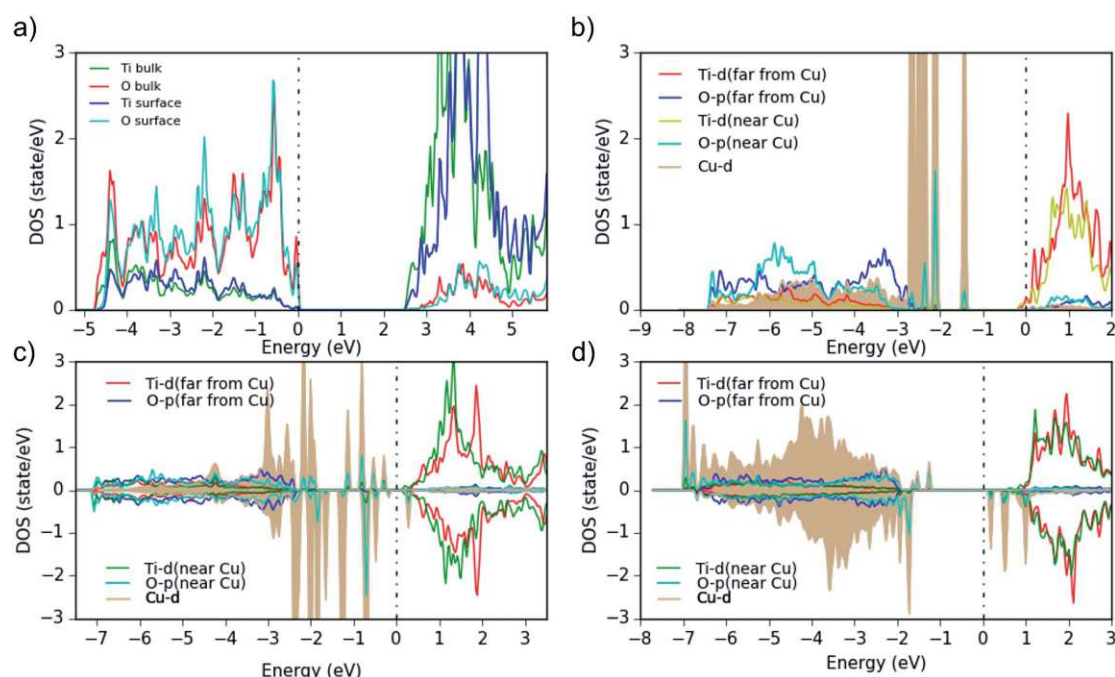 a)
3
2
1
0
DOS (state/eV)
Ti bulk
O bulk
Ti surface
O surface
−5 −4 −3 −2 −1 0 1 2 3 4 5
Energy (eV)
b)
3
2
1
0
DOS (state/eV)
Ti-d(far from Cu)
O-p(far from Cu)
Ti-d(near Cu)
O-p(near Cu)
Cu-d
−9 −8 −7 −6 −5 −4 −3 −2 −1 0 1 2
Energy (eV)
c)
3
2
1
0
−1
−2
−3
DOS (state/eV)
Ti-d(far from Cu)
O-p(far from Cu)
Ti-d(near Cu)
O-p(near Cu)
Cu-d
−7 −6 −5 −4 −3 −2 −1 0 1 2 3
Energy (eV)
d)
3
2
1
0
−1
−2
−3
DOS (state/eV)
Ti-d(far from Cu)
O-p(far from Cu)
Ti-d(near Cu)
O-p(near Cu)
Cu-d
−8 −7 −6 −5 −4 −3 −2 −1 0 1 2 3
Energy (eV)